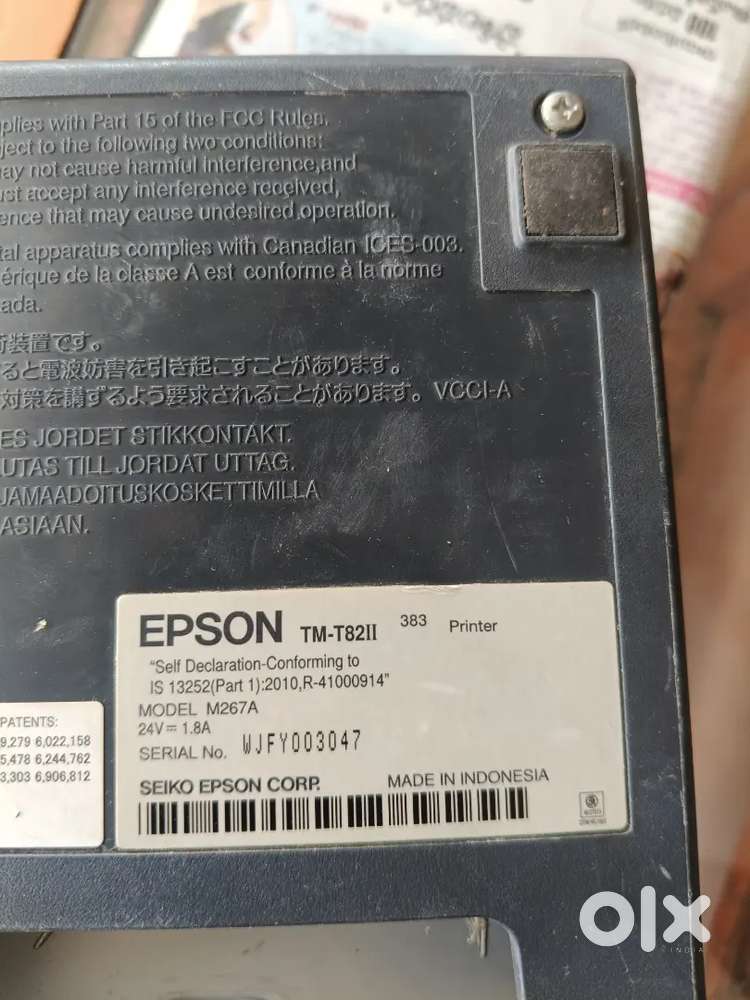 plies with Part 15 of the FCC Rules.
ject to the following two conditions:
may not cause harmful interference,and
ust accept any interference received,
ence that may cause undesired operation.
tal apparatus complies with Canadian ICES-003.
érique de la classe A est conforme à la norme
ada.
術装置です。
ると電波妨害を引き起こすことがあります。
対策を講ずるよう要求されることがあります。 VCCI-A
ES JORDET STIKKONTAKT.
UTAS TILL JORDAT UTTAG.
JAMAADOITUSKOSKETTIMILLA
ASIAAN.
EPSON TM-T82II 383 Printer
"Self Declaration-Conforming to
IS 13252(Part 1):2010,R-41000914"
MODEL M267A
24V⎓ 1.8A
SERIAL No. WJFY003047
SEIKO EPSON CORP. MADE IN INDONESIA
PATENTS:
9,279 6,022,158
5,478 6,244,762
3,303 6,906,812
olx
INDIA